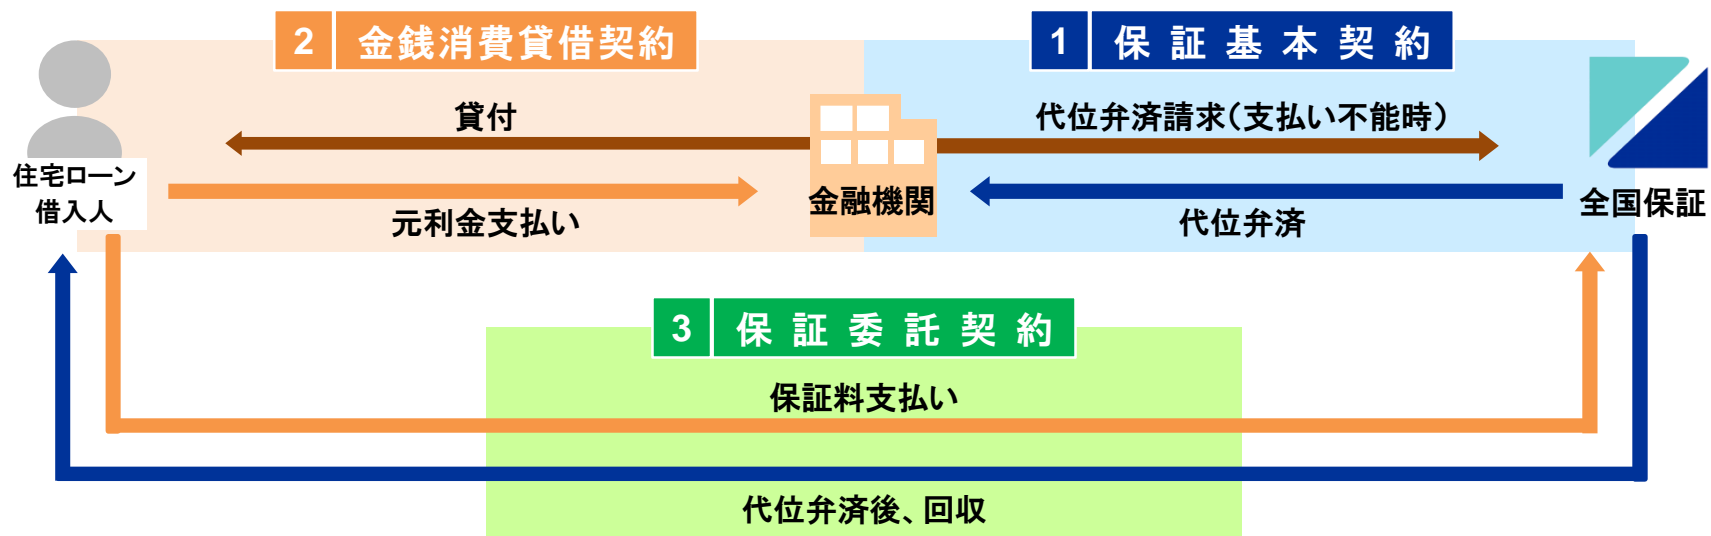 2 金銭消費貸借契約
1 保証基本契約
貸付
代位弁済請求（支払い不能時）
住宅ローン
借入人
元利金支払い
金融機関
代位弁済
全国保証
3 保証委託契約
保証料支払い
代位弁済後、回収